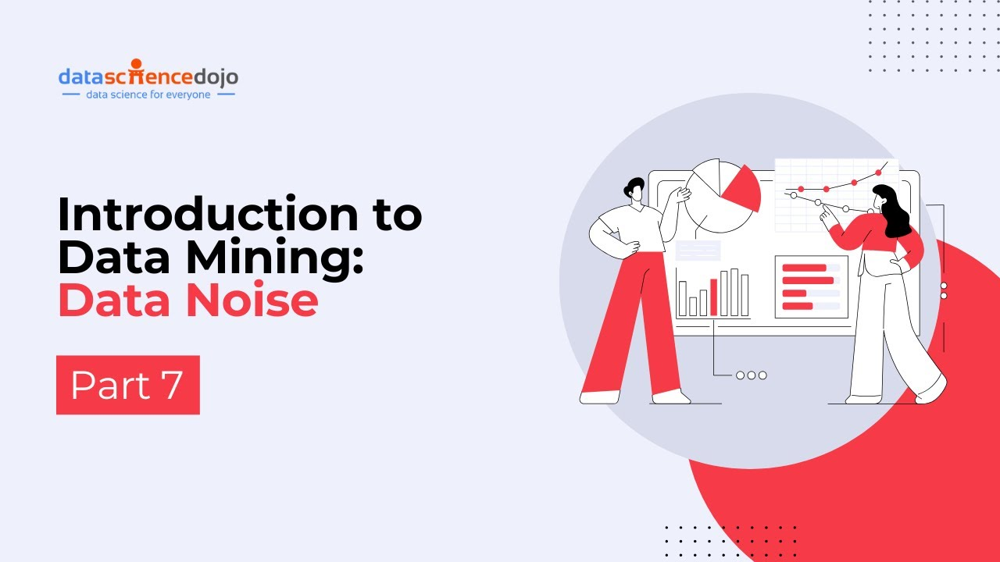 datasciencedojo
data science for everyone
Introduction to
Data Mining:
Data Noise
Part 7